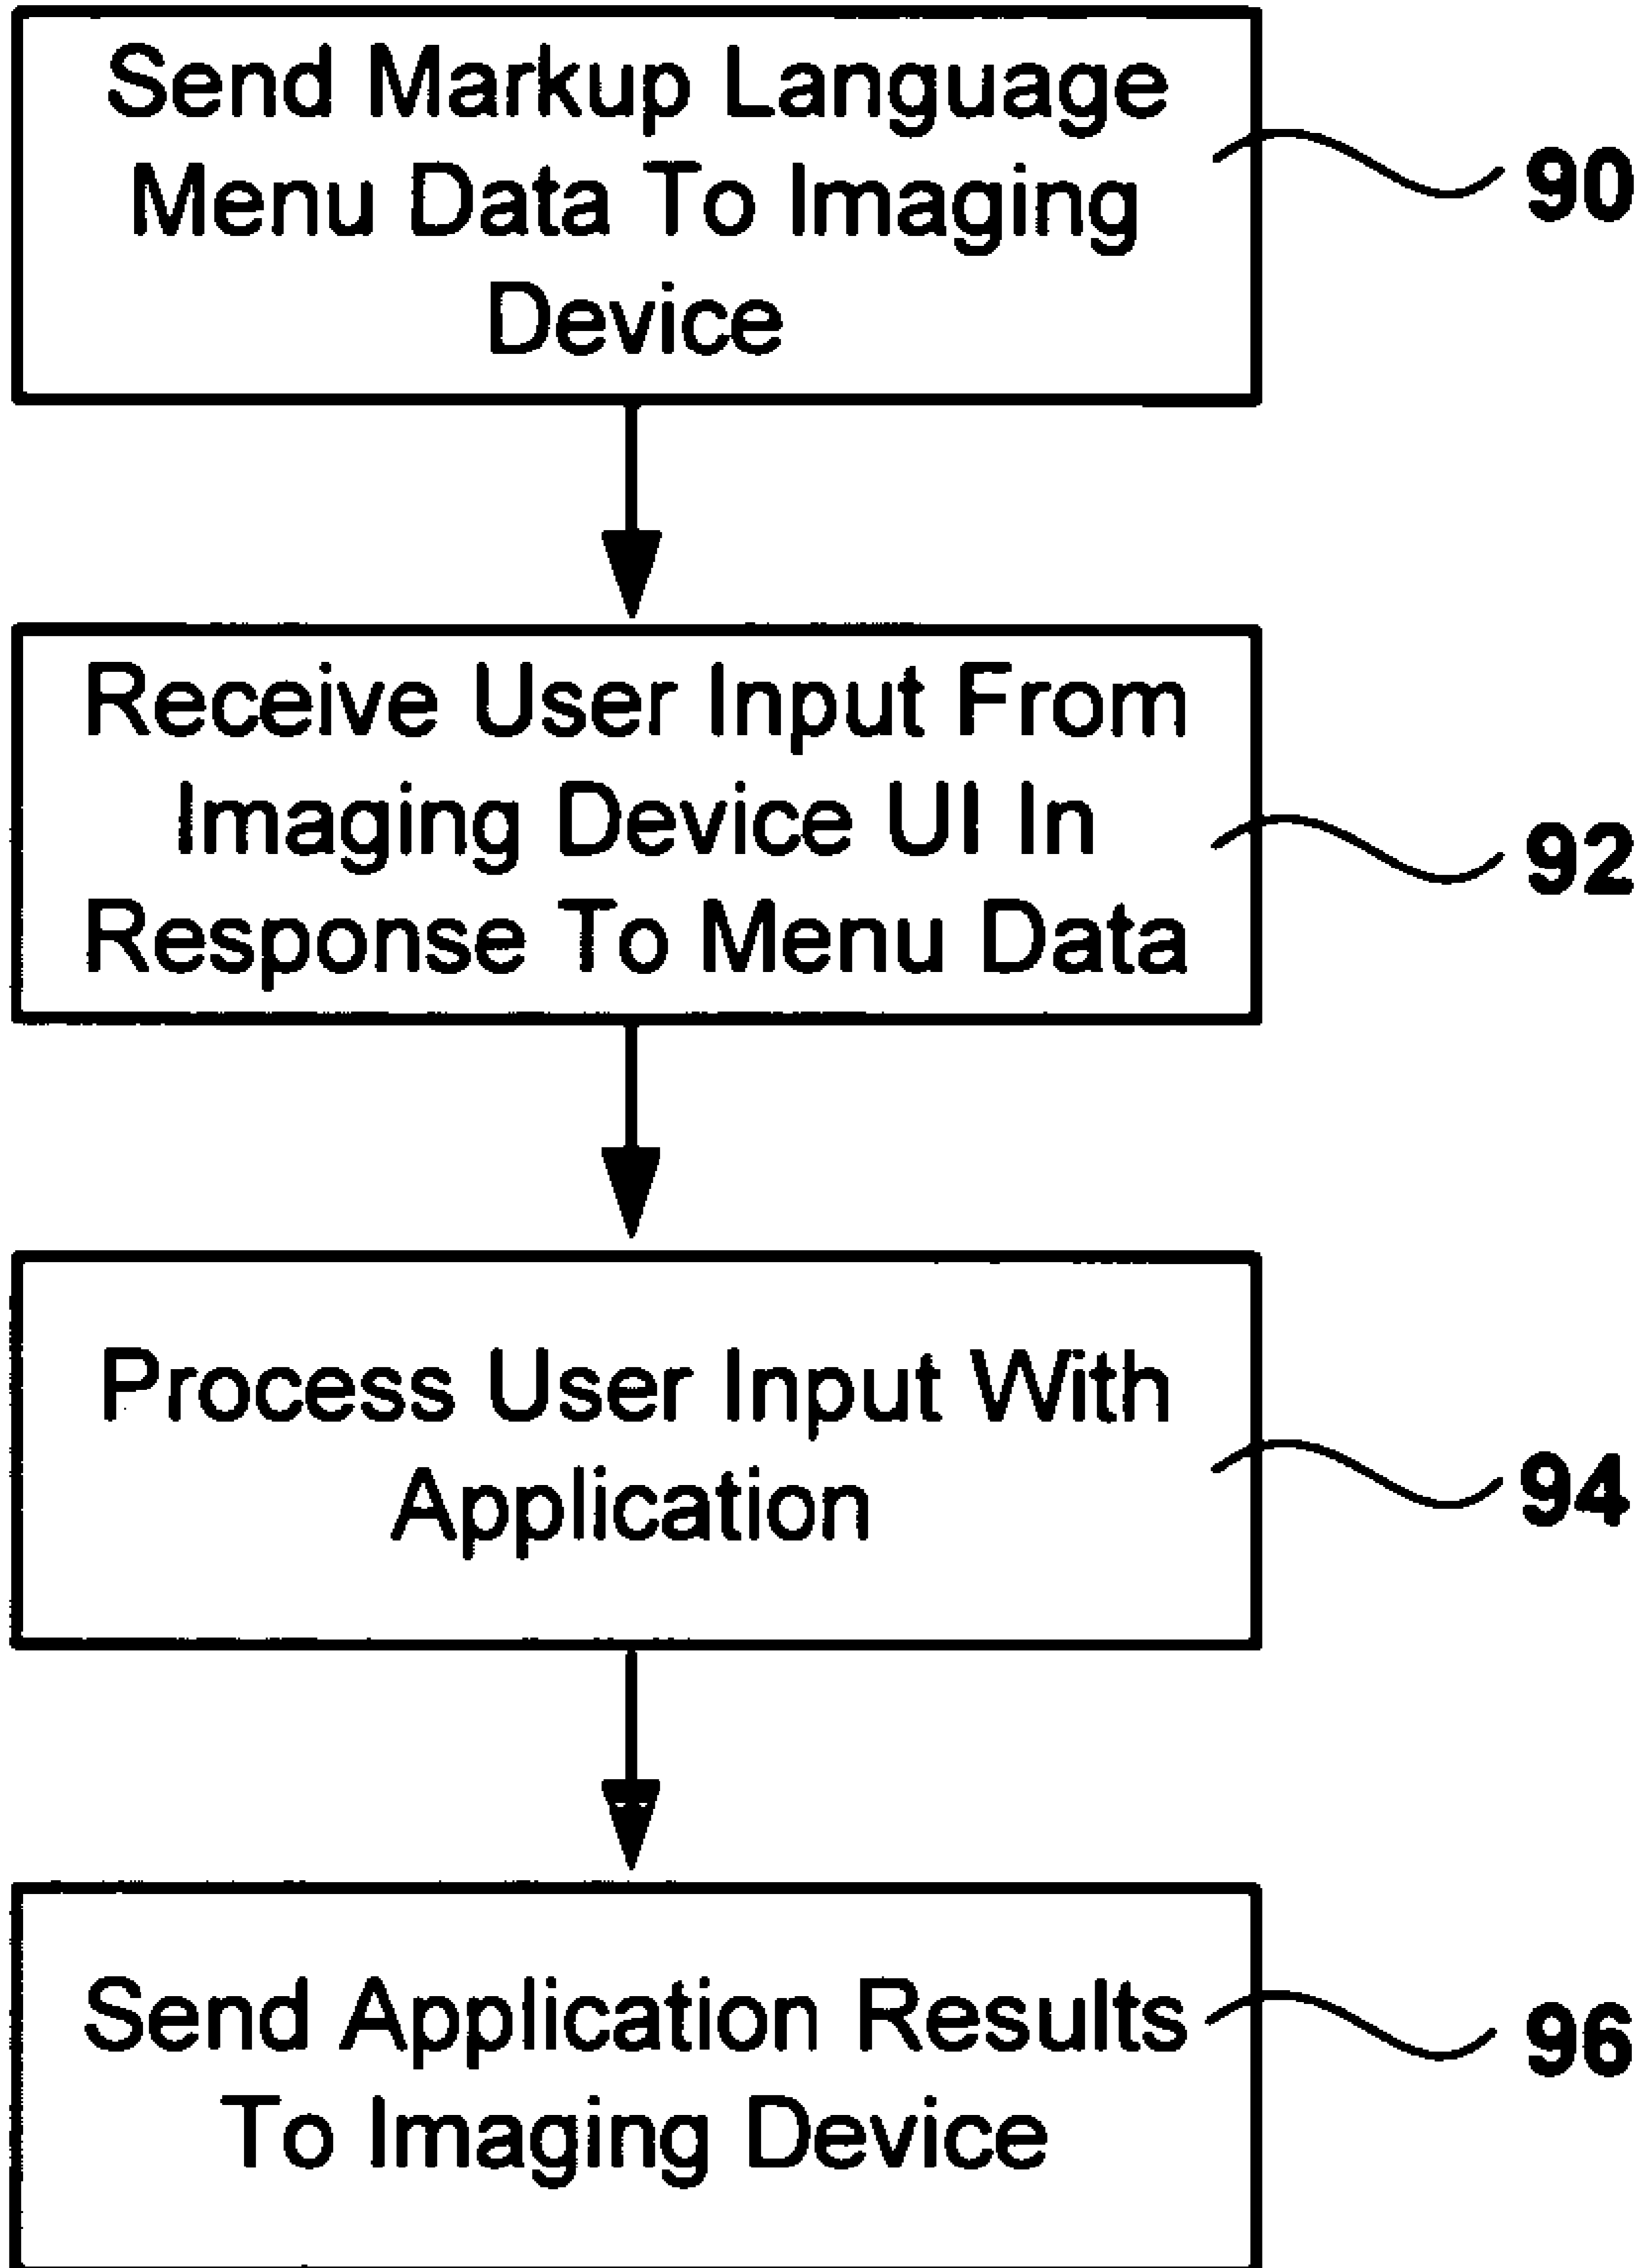 Send Markup Language
Menu Data To Imaging
Device
90
Receive User Input From
Imaging Device UI In
Response To Menu Data
92
Process User Input With
Application
94
Send Application Results
To Imaging Device
96